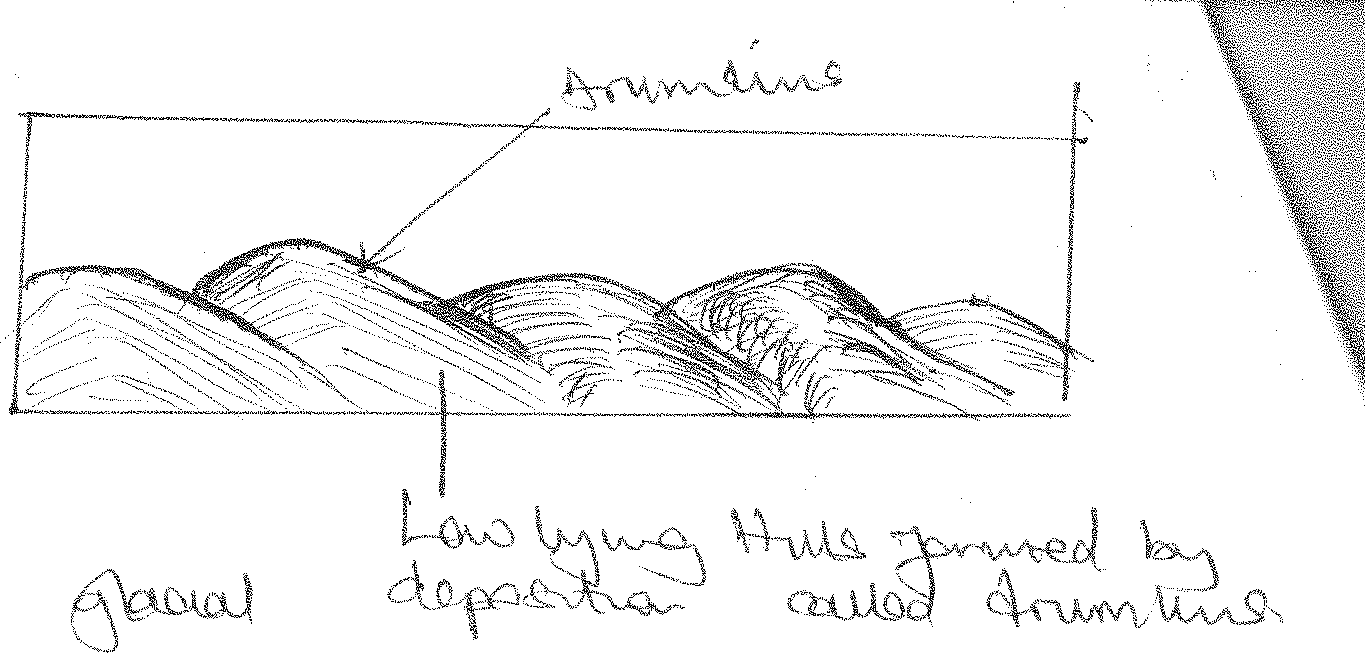 Drumlins
Low lying Hills formed by
glacial deposition called drumlins